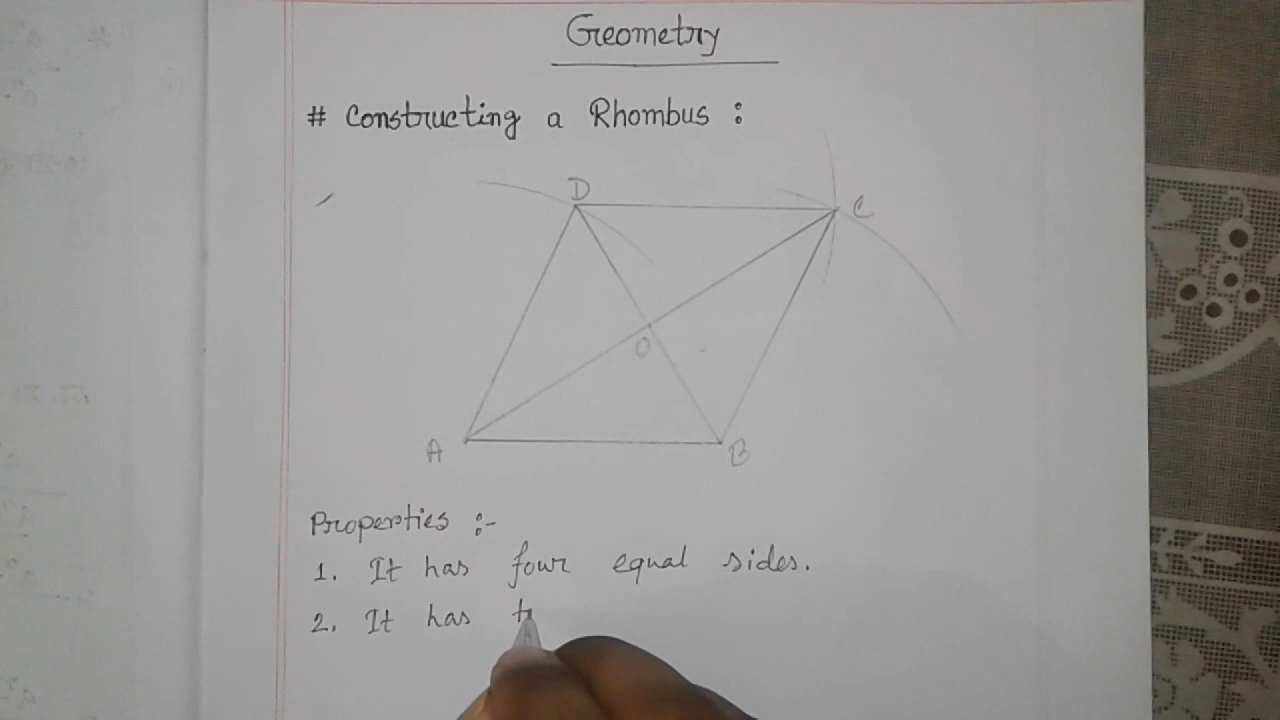 Geometry
# Constructing a Rhombus :
D
C
O
A
B
Properties :-
1. It has four equal sides.
2. It has